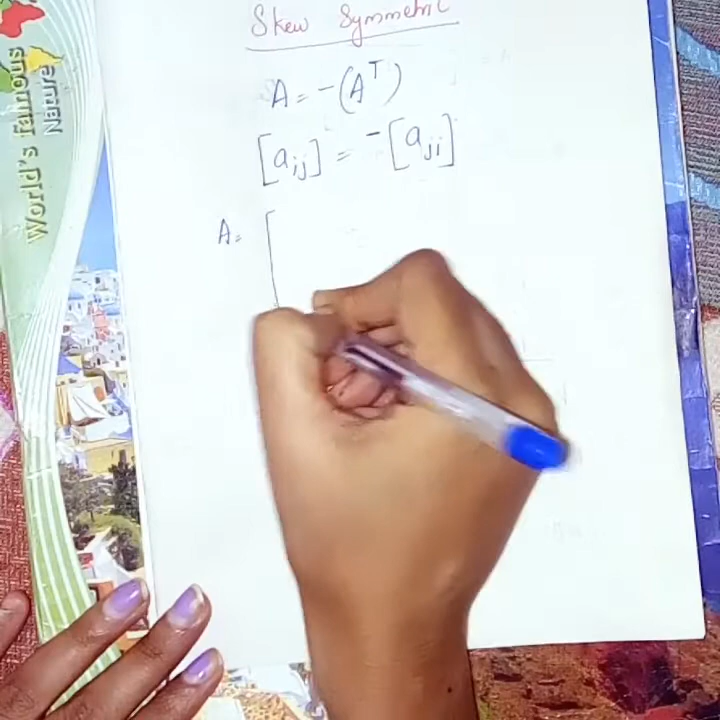 World's famous
Nature
Skew Symmetric
A = -(A^T)
[a_ij] = -[a_ji]
A = [